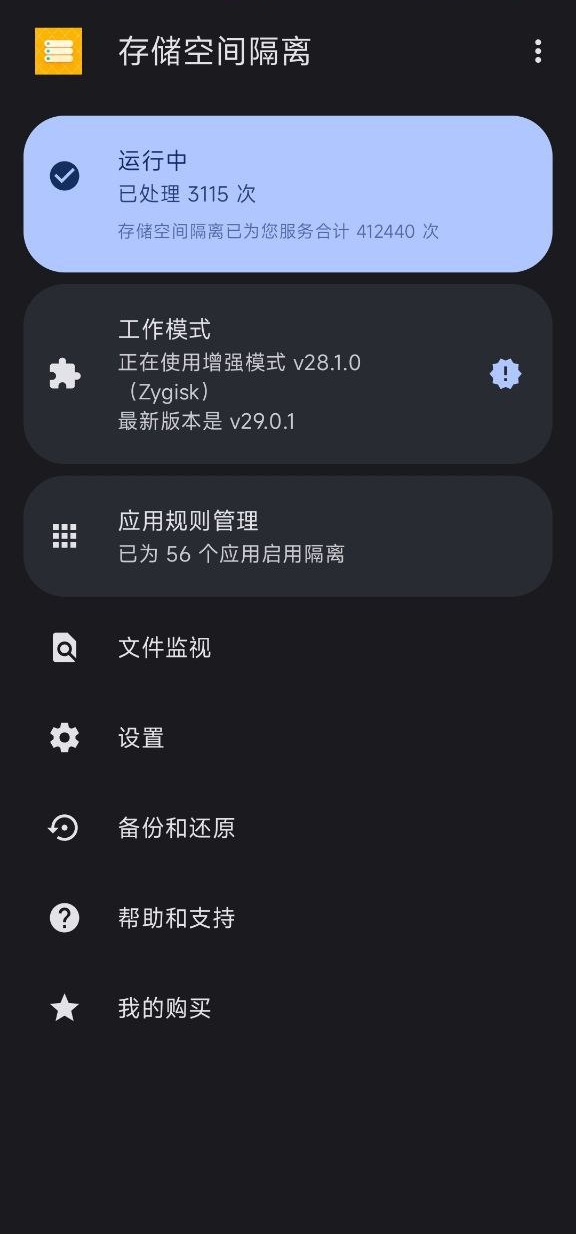 存储空间隔离
运行中
已处理 3115 次
存储空间隔离已为您服务合计 412440 次
工作模式
正在使用增强模式 v28.1.0
（Zygisk）
最新版本是 v29.0.1
应用规则管理
已为 56 个应用启用隔离
文件监视
设置
备份和还原
帮助和支持
我的购买